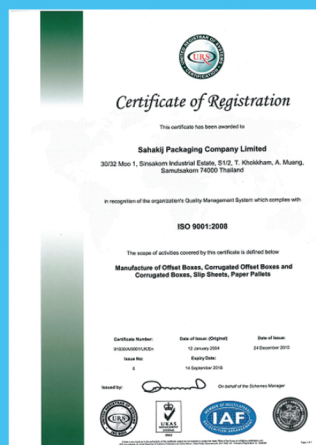 URS
Certificate of Registration
This certificate has been awarded to
Sahakij Packaging Company Limited
30/32 Moo 1, Sinsakorn Industrial Estate, S1/2, T. Khokkham, A. Muang,
Samutsakorn 74000 Thailand
in recognition of the organization's Quality Management System which complies with
ISO 9001:2008
The scope of activities covered by this certificate is defined below
Manufacture of Offset Boxes, Corrugated Offset Boxes and
Corrugated Boxes, Slip Sheets, Paper Pallets
Certificate Number: Date of Issue: (Original) Date of Issue:
12 January 2004 24 December 2015
Issue No: Expiry Date:
6 14 September 2018
Issued by: On behalf of the Schemes Manager
URS
UKAS
IAF